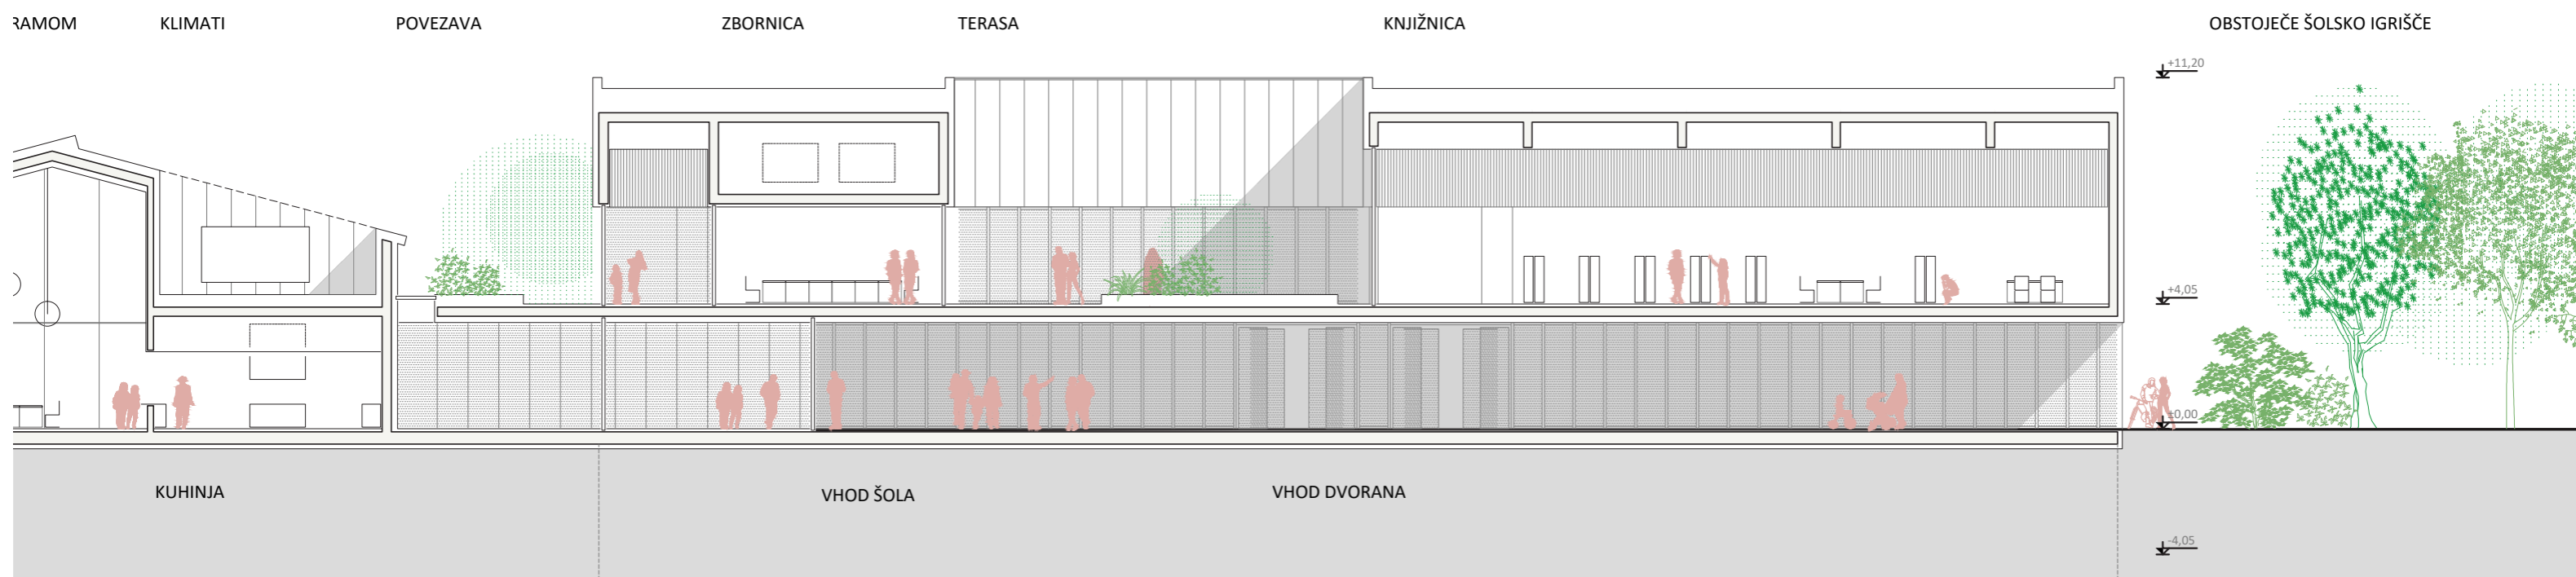 RAMOM KLIMATI POVEZAVA ZBORNICA TERASA KNJIŽNICA OBSTOJEČE ŠOLSKO IGRIŠČE
+11,20
+4,05
±0,00
KUHINJA VHOD ŠOLA VHOD DVORANA
-4,05